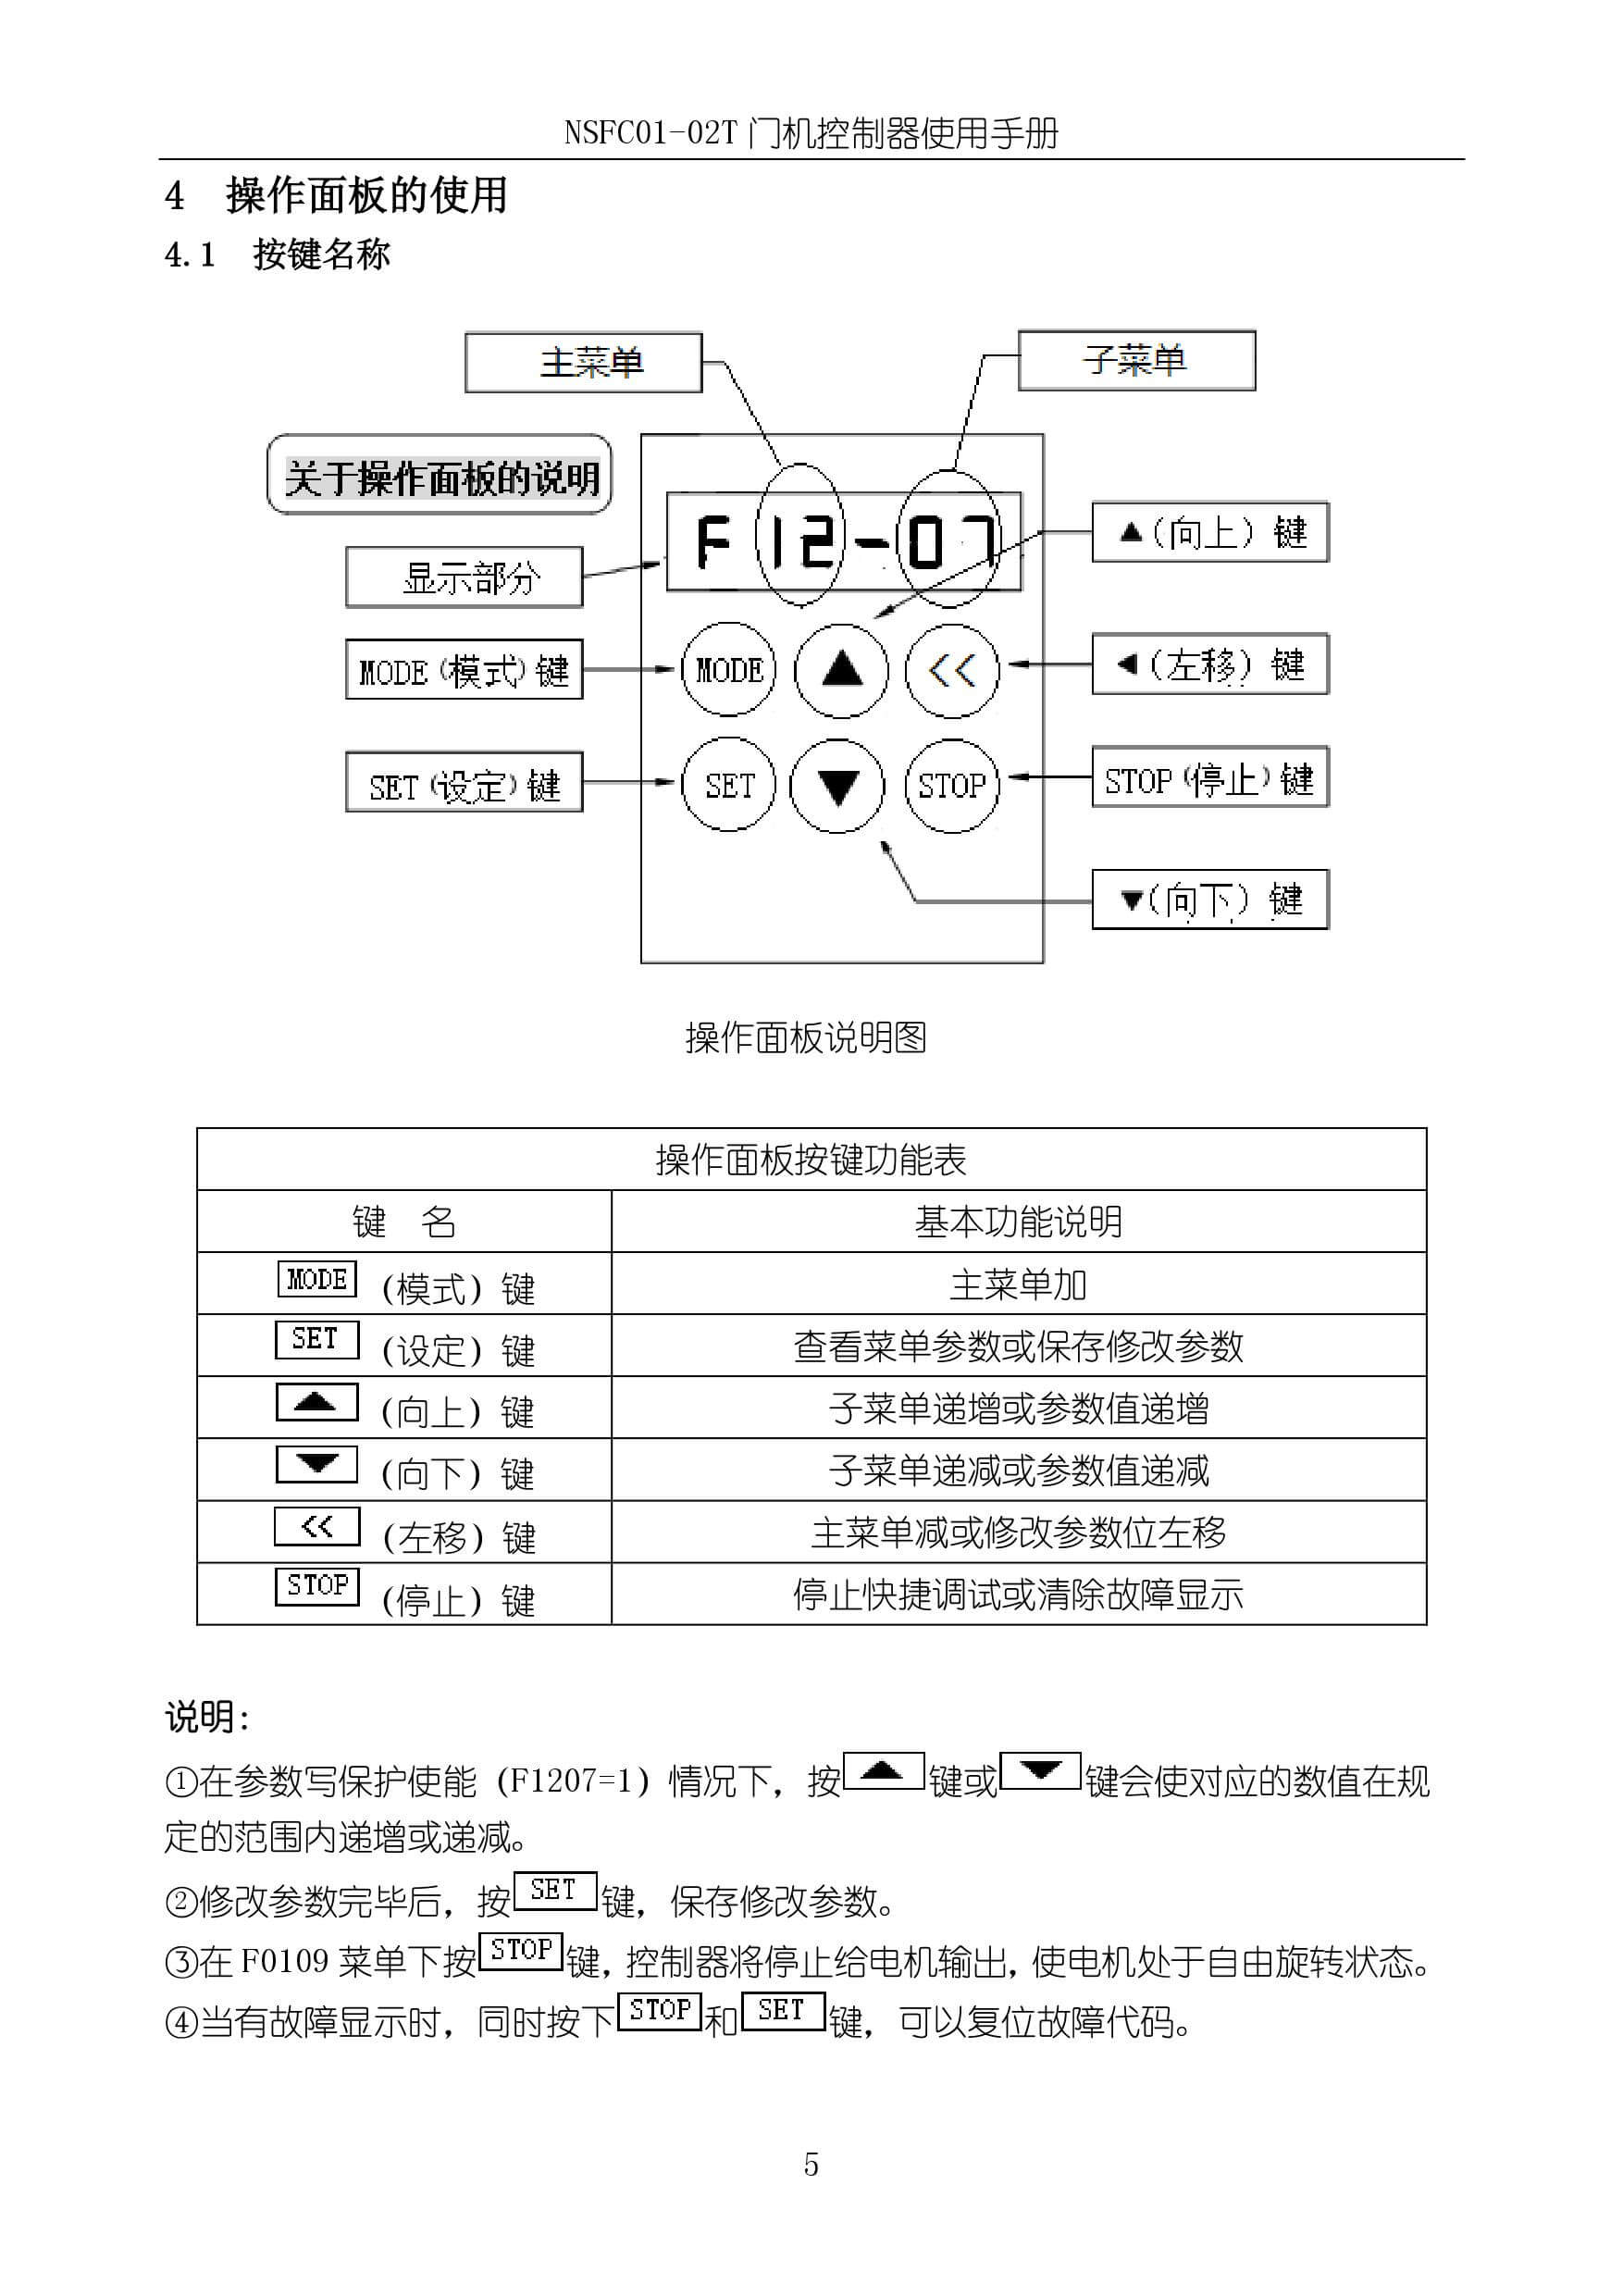 NSFC01-02T 门机控制器使用手册
4 操作面板的使用
4.1 按键名称
主菜单
子菜单
关于操作面板的说明
F 12-07
▲(向上) 键
显示部分
MODE(模式)键
MODE
▲
<<
◀(左移) 键
SET(设定)键
SET
▼
STOP
STOP(停止)键
▼(向下) 键
操作面板说明图
操作面板按键功能表
键 名 基本功能说明
MODE (模式) 键 主菜单加
SET (设定) 键 查看菜单参数或保存修改参数
▲ (向上) 键 子菜单递增或参数值递增
▼ (向下) 键 子菜单递减或参数值递减
<< (左移) 键 主菜单减或修改参数位左移
STOP (停止) 键 停止快捷调试或清除故障显示
说明:
①在参数写保护使能 (F1207=1) 情况下，按▲键或▼键会使对应的数值在规
定的范围内递增或递减。
②修改参数完毕后，按SET键，保存修改参数。
③在 F0109 菜单下按STOP键，控制器将停止给电机输出，使电机处于自由旋转状态。
④当有故障显示时，同时按下STOP和SET键，可以复位故障代码。
5